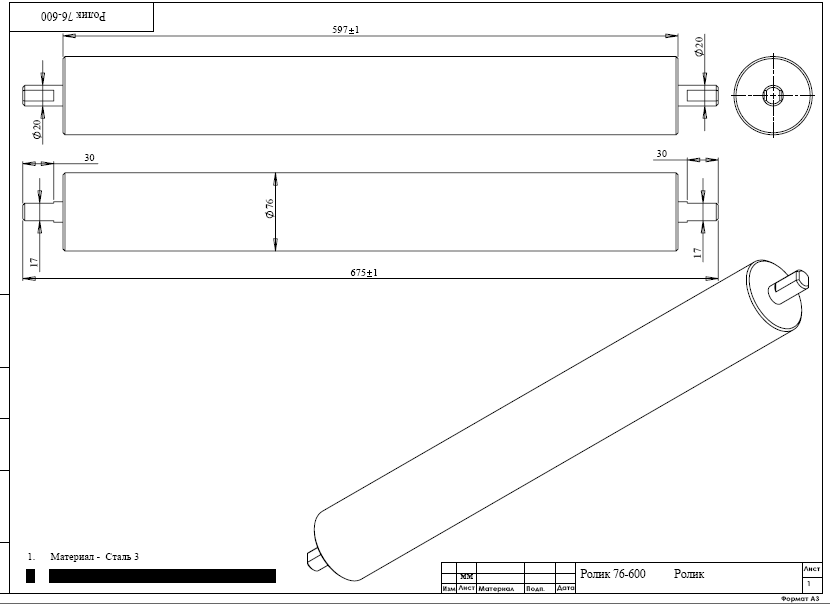 Ролик 76-600
597±1
Ø20
Ø20
30
30
Ø76
17
17
675±1
1. Материал - Сталь 3
мм
Ролик 76-600 Ролик
Лист
1
Изм Лист Материал Подп. Дата
Формат А3